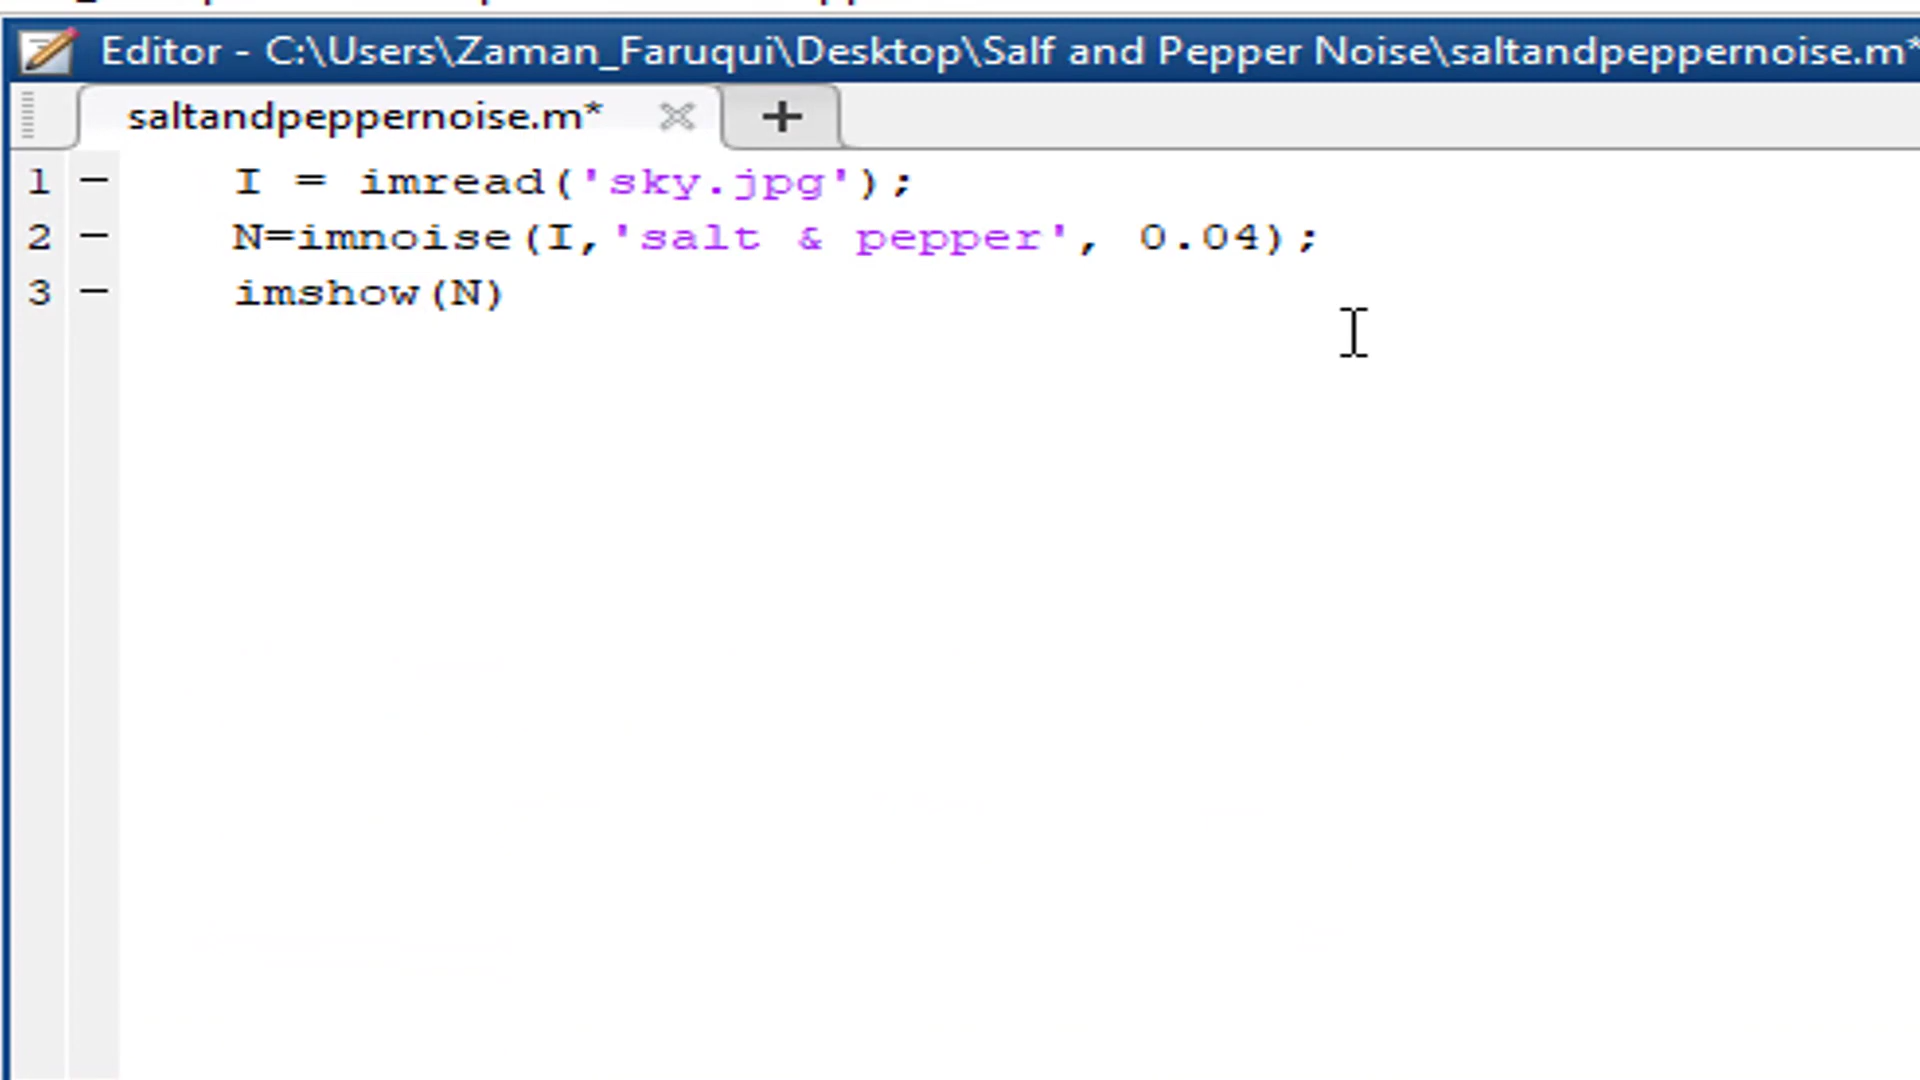 Editor - C:\Users\Zaman_Faruqui\Desktop\Salf and Pepper Noise\saltandpeppernoise.m*
saltandpeppernoise.m*
1 I = imread('sky.jpg');
2 N=imnoise(I,'salt & pepper', 0.04);
3 imshow(N)